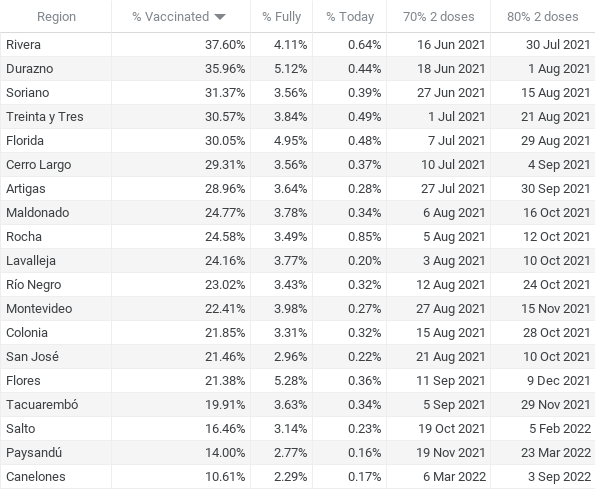 Region % Vaccinated % Fully % Today 70% 2 doses 80% 2 doses
Rivera 37.60% 4.11% 0.64% 16 Jun 2021 30 Jul 2021
Durazno 35.96% 5.12% 0.44% 18 Jun 2021 1 Aug 2021
Soriano 31.37% 3.56% 0.39% 27 Jun 2021 15 Aug 2021
Treinta y Tres 30.57% 3.84% 0.49% 1 Jul 2021 21 Aug 2021
Florida 30.05% 4.95% 0.48% 7 Jul 2021 29 Aug 2021
Cerro Largo 29.31% 3.56% 0.37% 10 Jul 2021 4 Sep 2021
Artigas 28.96% 3.64% 0.28% 27 Jul 2021 30 Sep 2021
Maldonado 24.77% 3.78% 0.34% 6 Aug 2021 16 Oct 2021
Rocha 24.58% 3.49% 0.85% 5 Aug 2021 12 Oct 2021
Lavalleja 24.16% 3.77% 0.20% 3 Aug 2021 10 Oct 2021
Río Negro 23.02% 3.43% 0.32% 12 Aug 2021 24 Oct 2021
Montevideo 22.41% 3.98% 0.27% 27 Aug 2021 15 Nov 2021
Colonia 21.85% 3.31% 0.32% 15 Aug 2021 28 Oct 2021
San José 21.46% 2.96% 0.22% 21 Aug 2021 10 Oct 2021
Flores 21.38% 5.28% 0.36% 11 Sep 2021 9 Dec 2021
Tacuarembó 19.91% 3.63% 0.34% 5 Sep 2021 29 Nov 2021
Salto 16.46% 3.14% 0.23% 19 Oct 2021 5 Feb 2022
Paysandú 14.00% 2.77% 0.16% 19 Nov 2021 23 Mar 2022
Canelones 10.61% 2.29% 0.17% 6 Mar 2022 3 Sep 2022